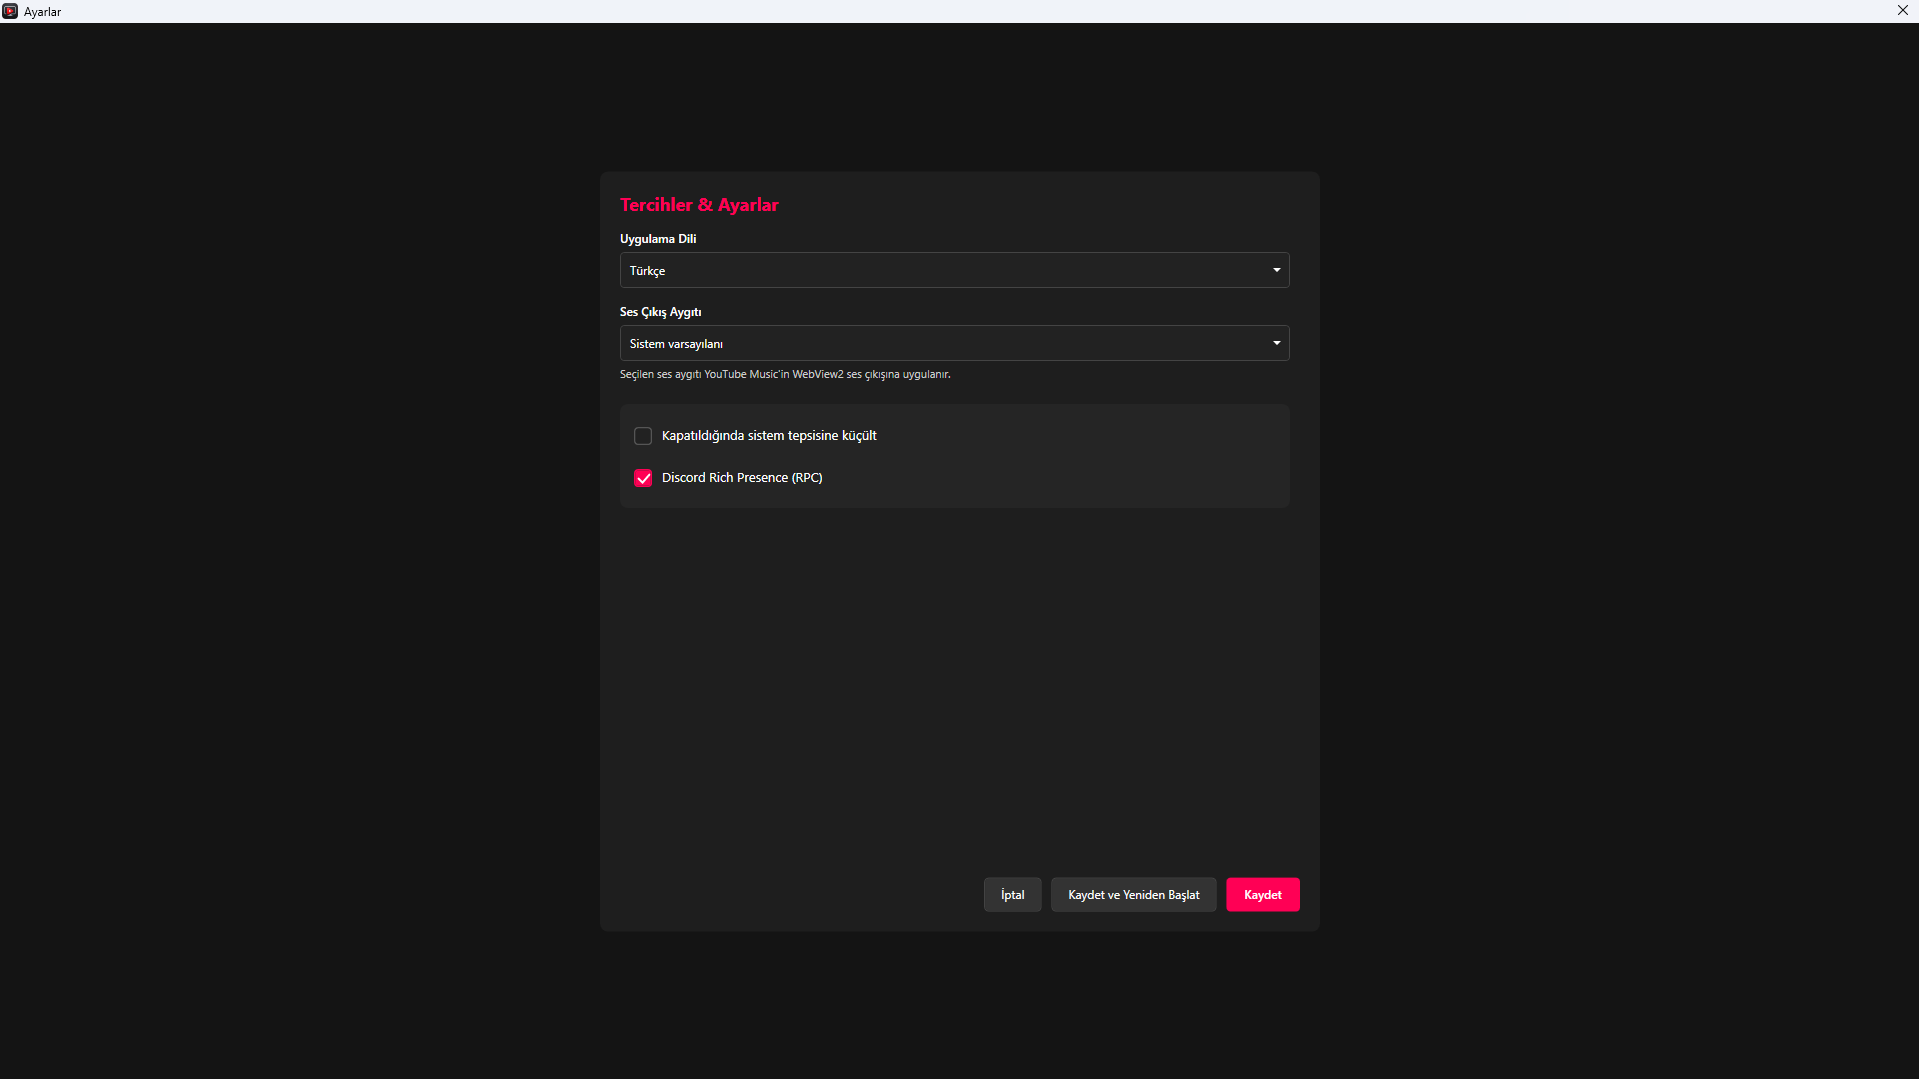 Ayarlar
Tercihler & Ayarlar
Uygulama Dili
Türkçe
Ses Çıkış Aygıtı
Sistem varsayılanı
Seçilen ses aygıtı YouTube Music'in WebView2 ses çıkışına uygulanır.
Kapatıldığında sistem tepsisine küçült
Discord Rich Presence (RPC)
İptal
Kaydet ve Yeniden Başlat
Kaydet